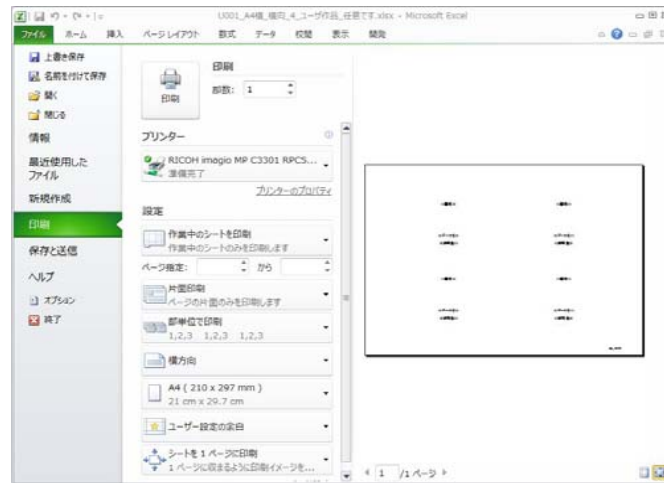 U001_A4横_横向_4_ユーザ作品_任意です.xlsx - Microsoft Excel
ファイル ホーム 挿入 ページ レイアウト 数式 データ 校閲 表示 開発
上書き保存
名前を付けて保存
開く
閉じる
情報
最近使用した
ファイル
新規作成
印刷
保存と送信
ヘルプ
オプション
終了
印刷
印刷
部数: 1
プリンター
RICOH imagio MP C3301 RPCS...
準備完了
プリンターのプロパティ
設定
作業中のシートを印刷
作業中のシートのみを印刷します
ページ指定: から
片面印刷
ページの片面のみを印刷します
部単位で印刷
1,2,3 1,2,3 1,2,3
横方向
A4 ( 210 x 297 mm )
21 cm x 29.7 cm
ユーザー設定の余白
シートを 1 ページに印刷
1 ページに収まるように印刷イメージを...
1 /1 ページ